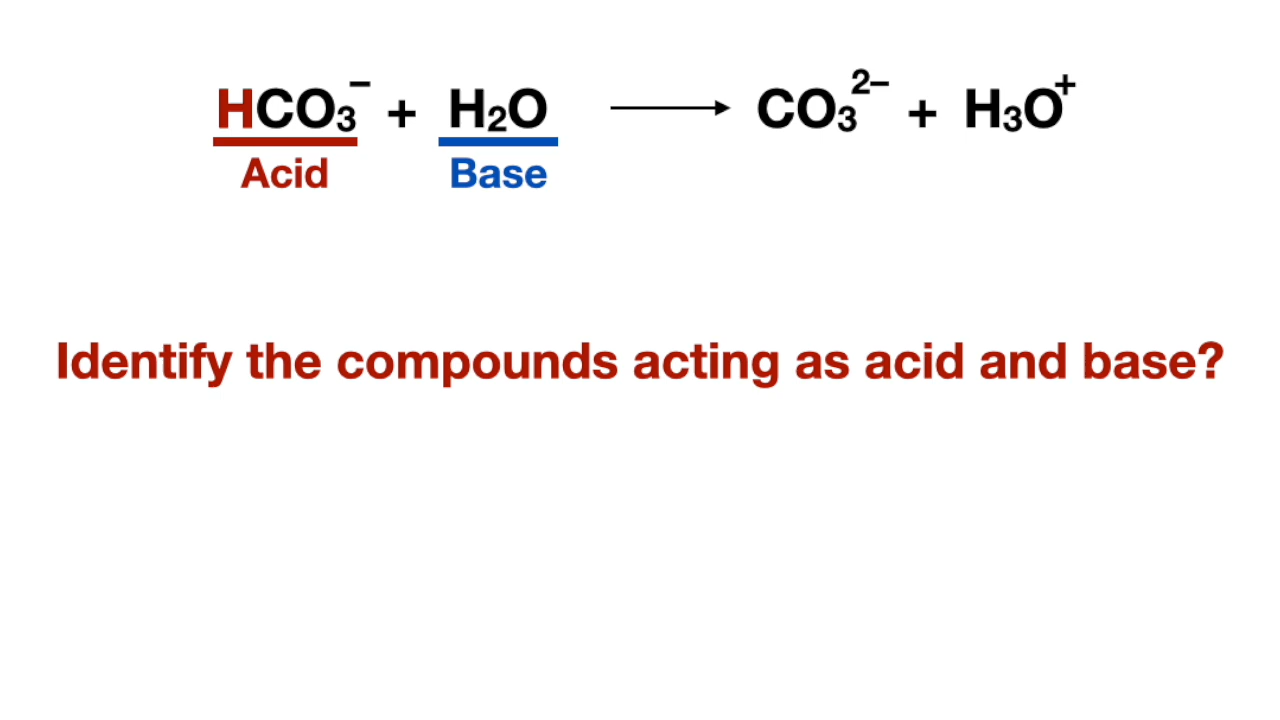 HCO₃⁻ + H₂O ⟶ CO₃²⁻ + H₃O⁺
Acid Base
Identify the compounds acting as acid and base?